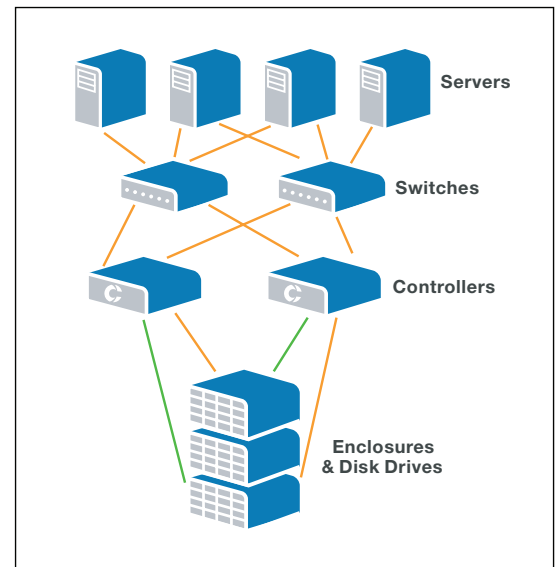 Servers
Switches
Controllers
Enclosures
& Disk Drives